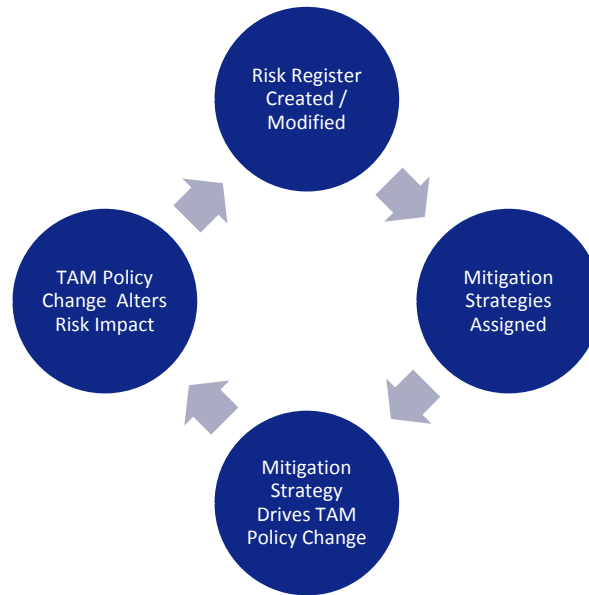 Risk Register
Created /
Modified
Mitigation
Strategies
Assigned
Mitigation
Strategy
Drives TAM
Policy Change
TAM Policy
Change  Alters
Risk Impact